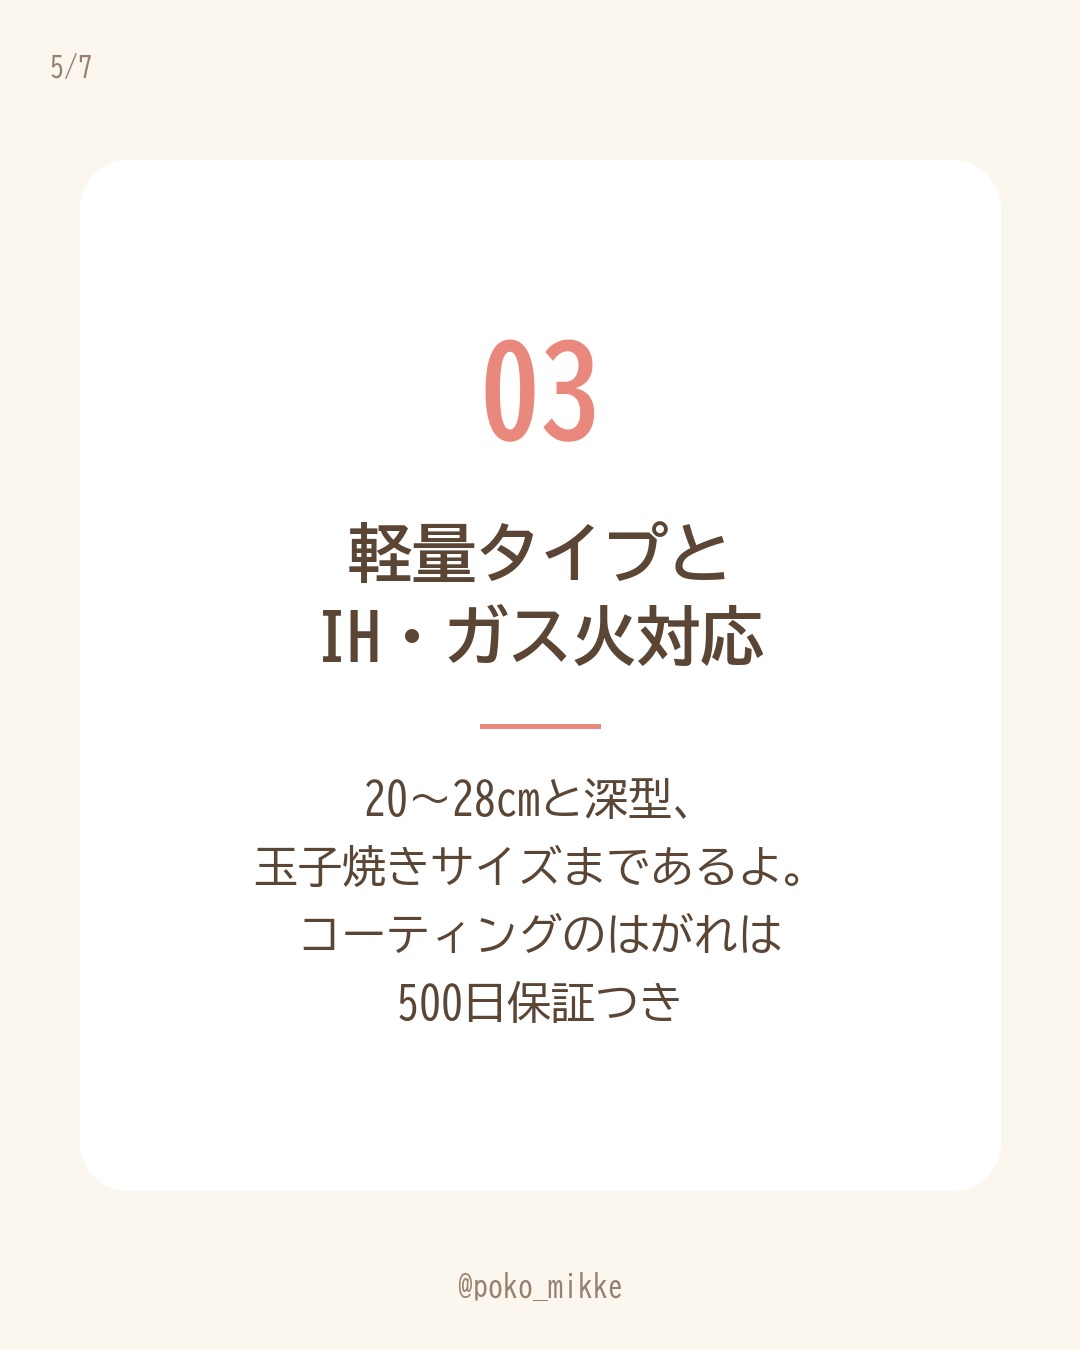 5/7
03
軽量タイプと
IH・ガス火対応
20〜28cmと深型、
玉子焼きサイズまであるよ。
コーティングのはがれは
500日保証つき
@poko_mikke